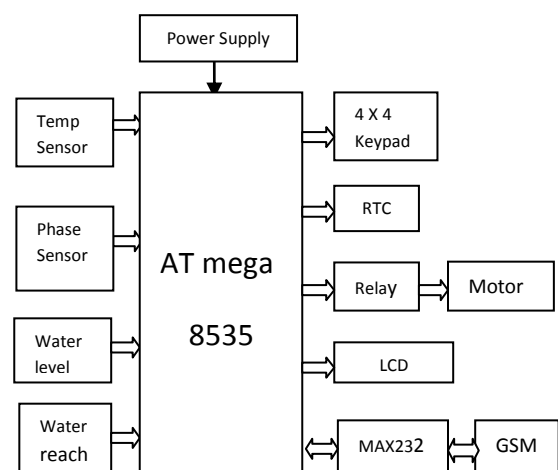 Power Supply
Temp
Sensor
Phase
Sensor
Water
level
Water
reach
AT mega
8535
4 X 4
Keypad
RTC
Relay
Motor
LCD
MAX232
GSM